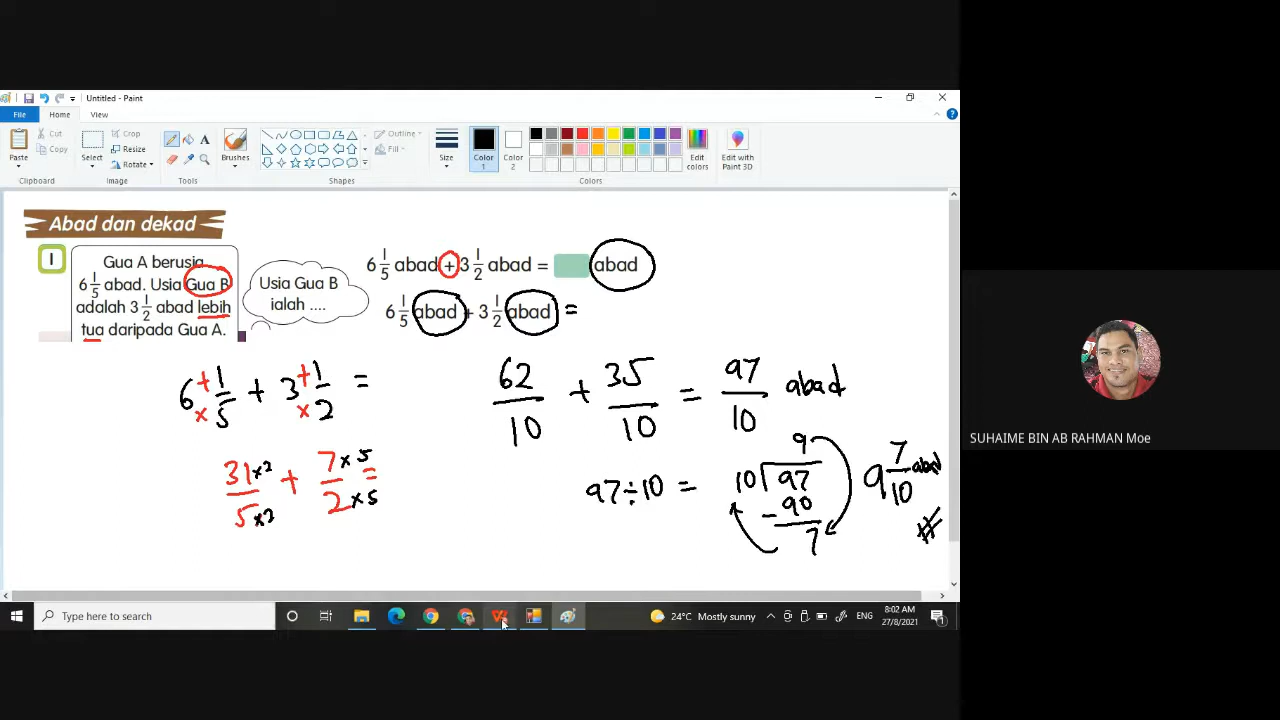 Untitled - Paint
File
Home
View
Paste
Cut
Copy
Clipboard
Select
Crop
Resize
Rotate
Image
A
Tools
Brushes
Shapes
Outline
Fill
Size
Color
1
Color
2
Colors
Edit
colors
Edit with
Paint 3D
Abad dan dekad
1
Gua A berusia
6 1/5 abad. Usia Gua B
adalah 3 1/2 abad lebih
tua daripada Gua A.
Usia Gua B
ialah ....
6 1/5 abad + 3 1/2 abad = abad
6 1/5 abad + 3 1/2 abad =
6 + 1/5 × + 3 + 1/2 × =
31×2/5×2 + 7×5/2×5 =
62/10 + 35/10 = 97/10 abad
97÷10 =
9
10 97
- 90
7
9 7/10 abad
SUHAIME BIN AB RAHMAN Moe
Type here to search
24°C Mostly sunny
ENG
8:02 AM
27/8/2021
1